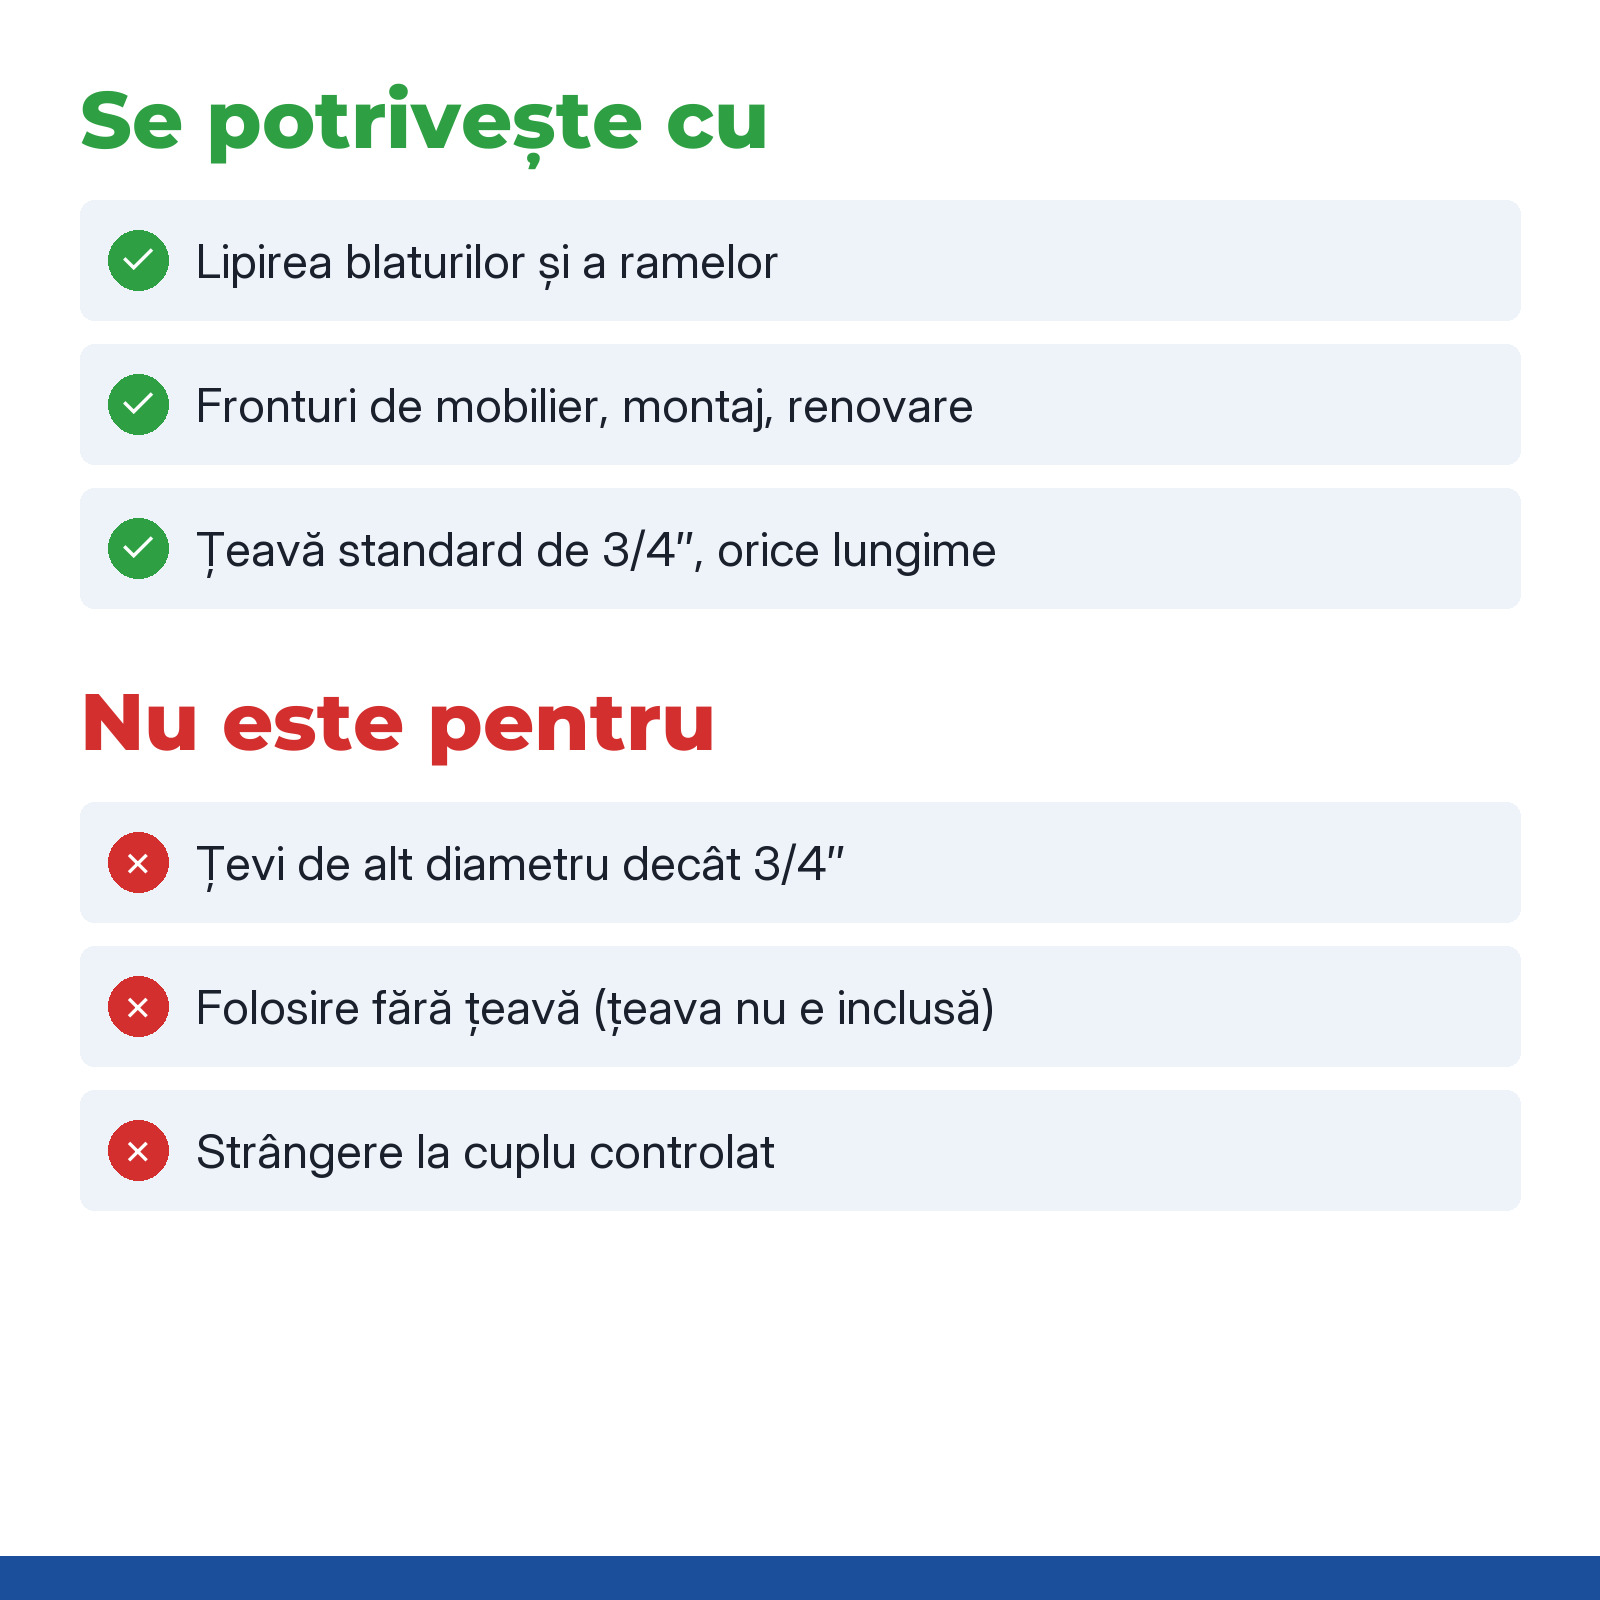 Se potrivește cu
Lipirea blaturilor și a ramelor
Fronturi de mobilier, montaj, renovare
Țeavă standard de 3/4″, orice lungime
Nu este pentru
Țevi de alt diametru decât 3/4″
Folosire fără țeavă (țeava nu e inclusă)
Strângere la cuplu controlat